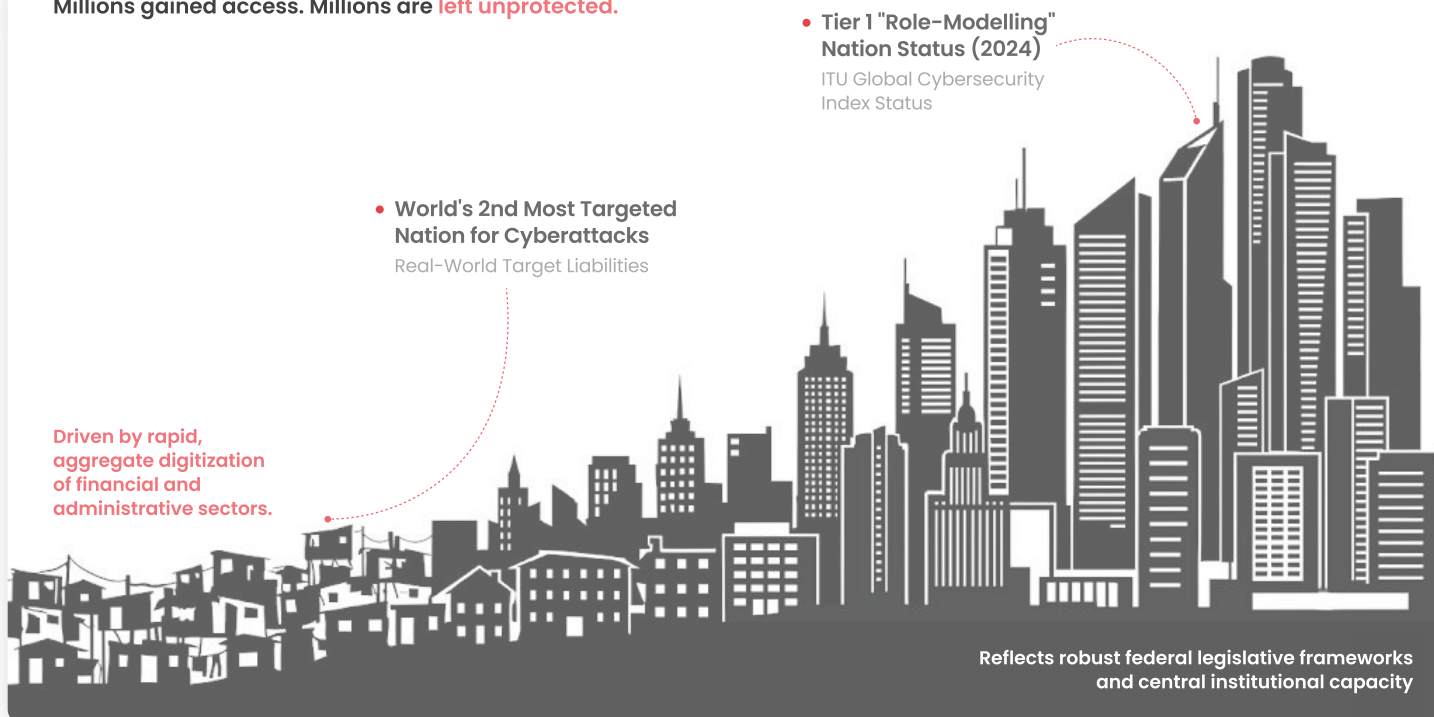 Millions gained access. Millions are left unprotected.
Tier 1 "Role-Modelling"
Nation Status (2024)
ITU Global Cybersecurity
Index Status
World's 2nd Most Targeted
Nation for Cyberattacks
Real-World Target Liabilities
Driven by rapid,
aggregate digitization
of financial and
administrative sectors.
Reflects robust federal legislative frameworks
and central institutional capacity